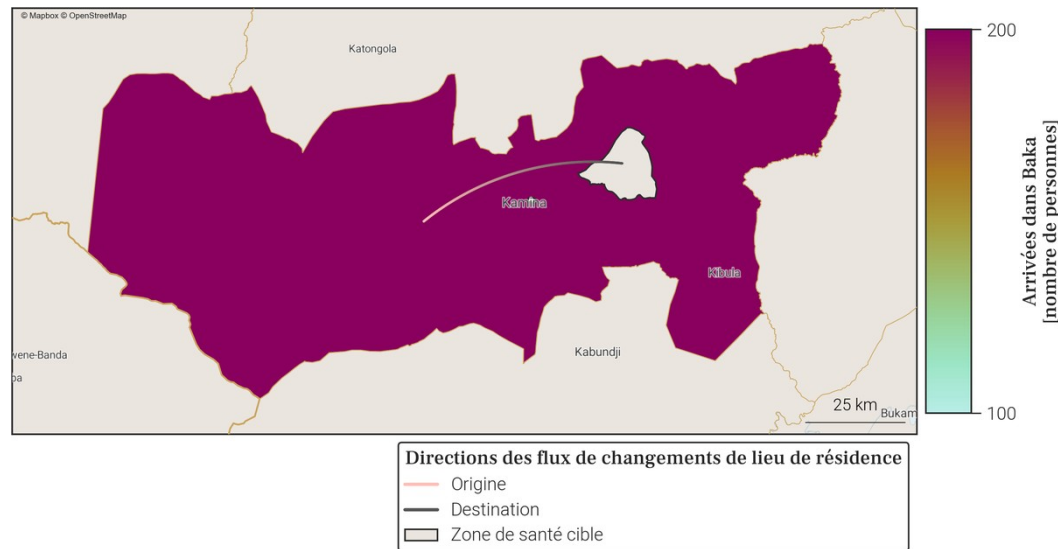 © Mapbox © OpenStreetMap
Katongola
Kamina
Kibula
Kabundji
wene-Banda
ba
25 km
Bukam
200
100
Arrivées dans Baka
[nombre de personnes]
Directions des flux de changements de lieu de résidence
Origine
Destination
Zone de santé cible